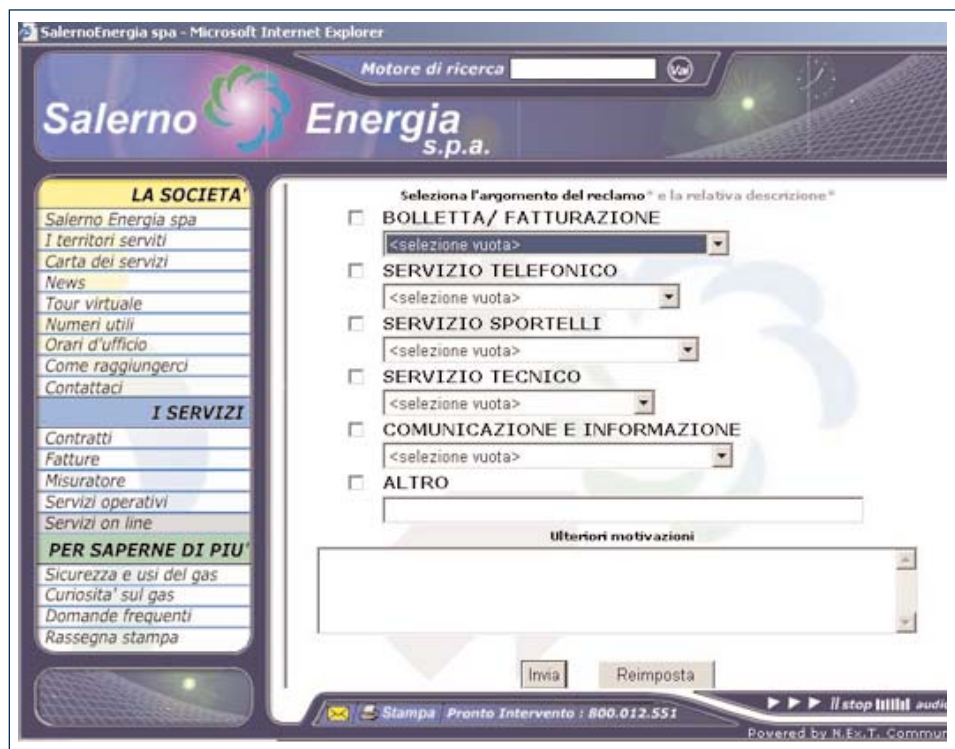 SalernoEnergia spa - Microsoft Internet Explorer
Motore di ricerca
Vai
Salerno Energia
s.p.a.
LA SOCIETA'
Salerno Energia spa
I territori serviti
Carta dei servizi
News
Tour virtuale
Numeri utili
Orari d'ufficio
Come raggiungerci
Contattaci
I SERVIZI
Contratti
Fatture
Misuratore
Servizi operativi
Servizi on line
PER SAPERNE DI PIU'
Sicurezza e usi del gas
Curiosita' sul gas
Domande frequenti
Rassegna stampa
Seleziona l'argomento del reclamo* e la relativa descrizione*
BOLLETTA/ FATTURAZIONE
<selezione vuota>
SERVIZIO TELEFONICO
<selezione vuota>
SERVIZIO SPORTELLI
<selezione vuota>
SERVIZIO TECNICO
<selezione vuota>
COMUNICAZIONE E INFORMAZIONE
<selezione vuota>
ALTRO
Ulteriori motivazioni
Invia Reimposta
Stampa Pronto Intervento : 800.012.551
stop audio
Powered by N.Ex.T. Commun